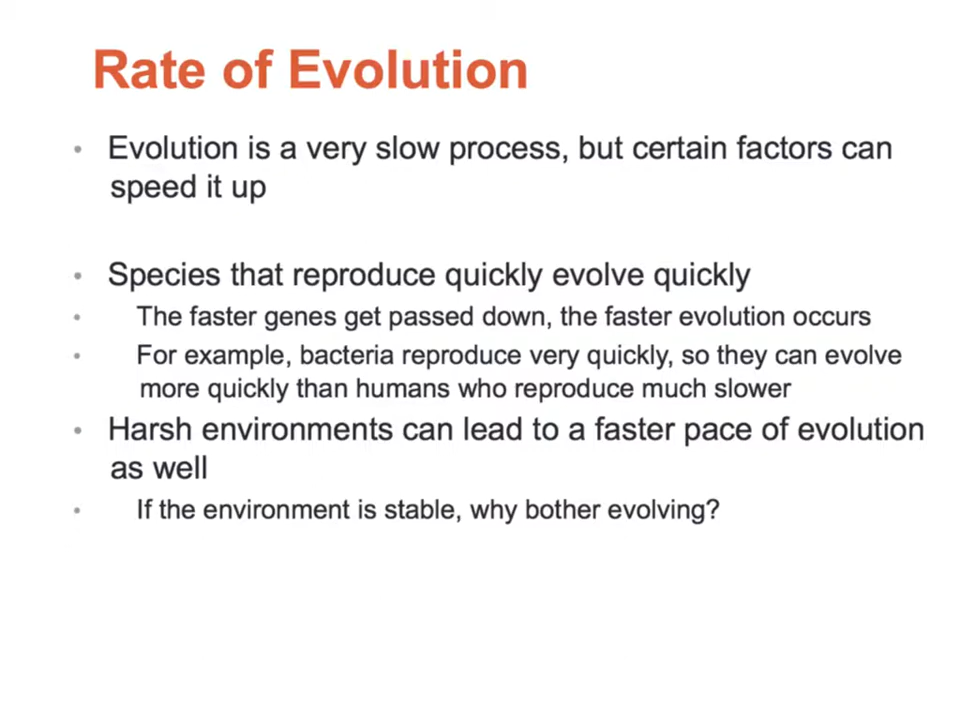 Rate of Evolution
• Evolution is a very slow process, but certain factors can
speed it up
• Species that reproduce quickly evolve quickly
• The faster genes get passed down, the faster evolution occurs
• For example, bacteria reproduce very quickly, so they can evolve
more quickly than humans who reproduce much slower
• Harsh environments can lead to a faster pace of evolution
as well
• If the environment is stable, why bother evolving?